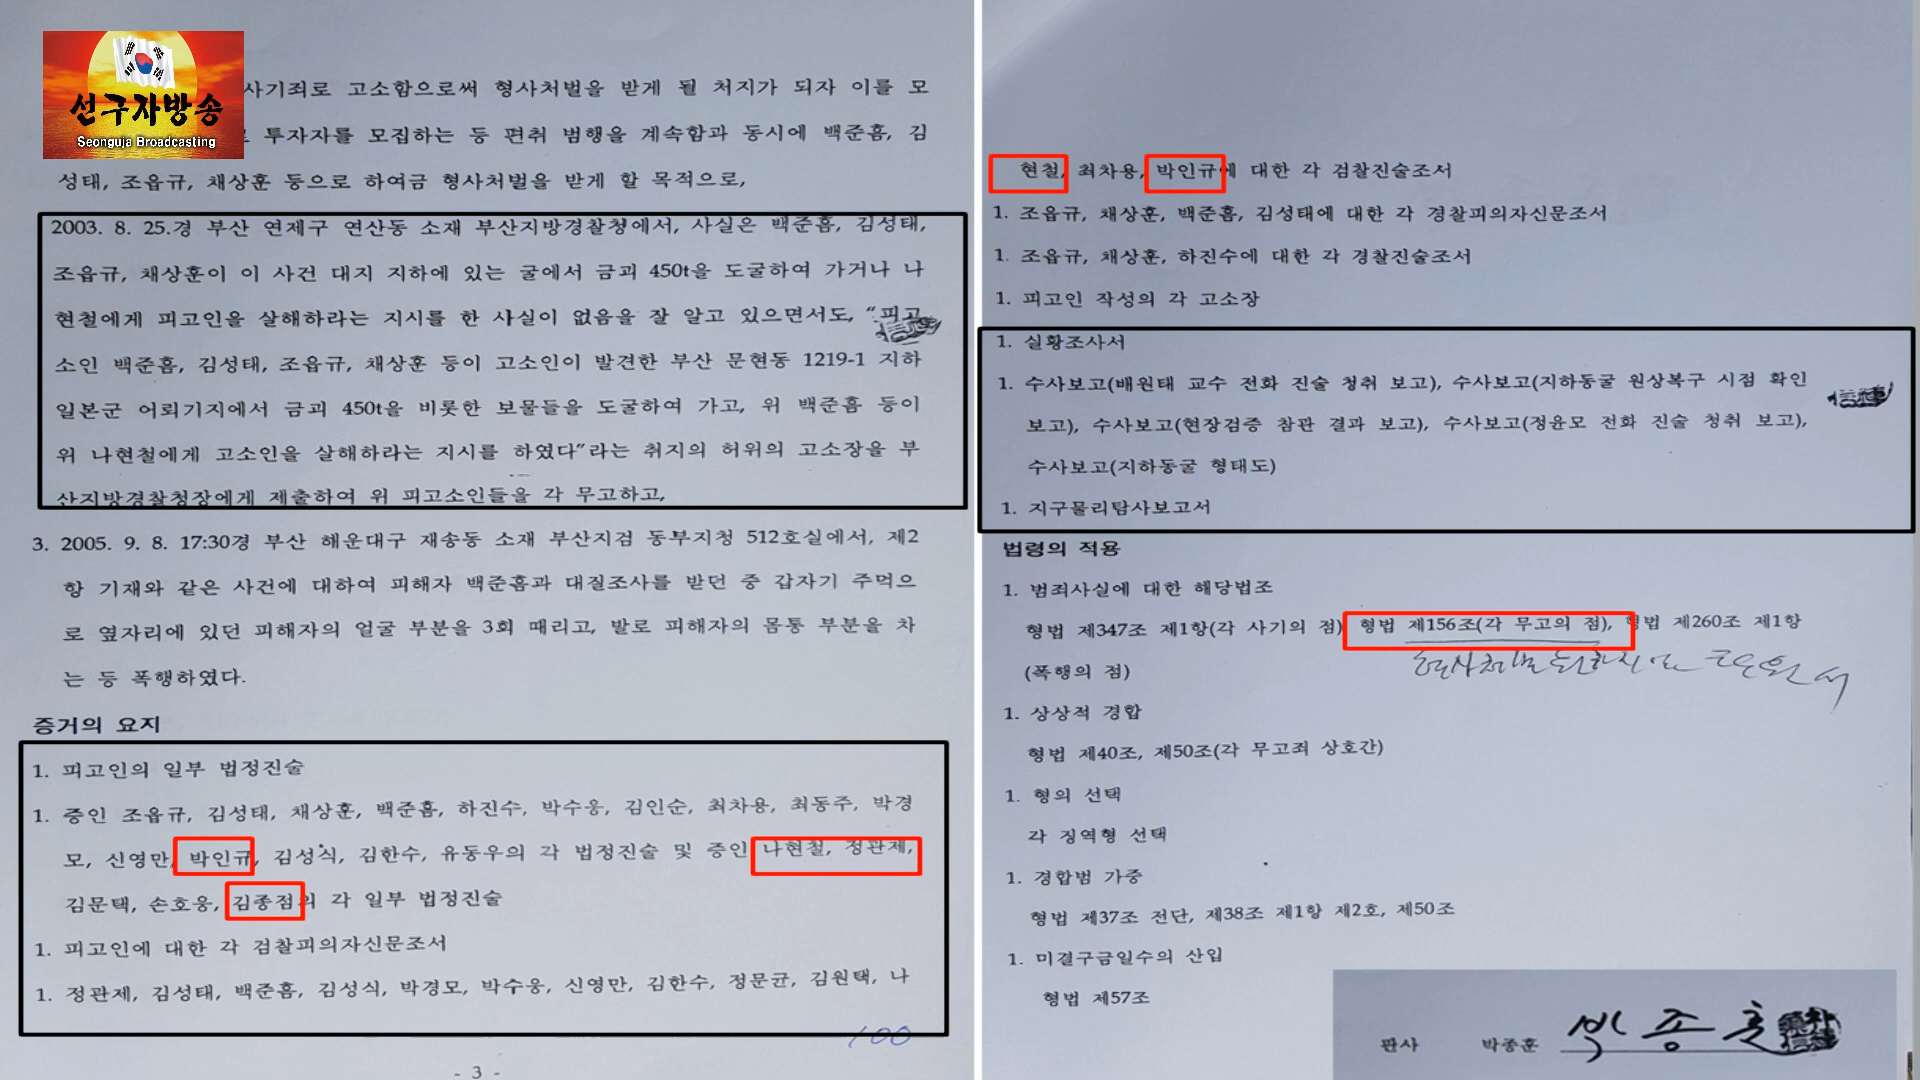 선구자방송
Seonguja Broadcasting
사기죄로 고소함으로써 형사처벌을 받게 될 처지가 되자 이를 모
투자자를 모집하는 등 편취 범행을 계속함과 동시에 백준흠, 김
성태, 조읍규, 채상훈 등으로 하여금 형사처벌을 받게 할 목적으로,
2003. 8. 25.경 부산 연제구 연산동 소재 부산지방경찰청에서, 사실은 백준흠, 김성태,
조읍규, 채상훈이 이 사건 대지 지하에 있는 굴에서 금괴 450t을 도굴하여 가거나 나
현철에게 피고인을 살해하라는 지시를 한 사실이 없음을 잘 알고 있으면서도, "피고
소인 백준흠, 김성태, 조읍규, 채상훈 등이 고소인이 발견한 부산 문현동 1219-1 지하
일본군 어뢰기지에서 금괴 450t을 비롯한 보물들을 도굴하여 가고, 위 백준흠 등이
위 나현철에게 고소인을 살해하라는 지시를 하였다"라는 취지의 허위의 고소장을 부
산지방경찰청장에게 제출하여 위 피고소인들을 각 무고하고,
3. 2005. 9. 8. 17:30경 부산 해운대구 재송동 소재 부산지검 동부지청 512호실에서, 제2
항 기재와 같은 사건에 대하여 피해자 백준흠과 대질조사를 받던 중 갑자기 주먹으
로 옆자리에 있던 피해자의 얼굴 부분을 3회 때리고, 발로 피해자의 몸통 부분을 차
는 등 폭행하였다.
증거의 요지
1. 피고인의 일부 법정진술
1. 증인 조읍규, 김성태, 채상훈, 백준흠, 하진수, 박수웅, 김인순, 최차용, 최동주, 박경
모, 신영만, 박인규, 김성식, 김한수, 유동우의 각 법정진술 및 증인 나현철, 정관제,
김문택, 손호웅, 김종점의 각 일부 법정진술
1. 피고인에 대한 각 검찰피의자신문조서
1. 정관제, 김성태, 백준흠, 김성식, 박경모, 박수웅, 신영만, 김한수, 정문균, 김원택, 나
100
- 3 -
현철, 최차용, 박인규에 대한 각 검찰진술조서
1. 조읍규, 채상훈, 백준흠, 김성태에 대한 각 경찰피의자신문조서
1. 조읍규, 채상훈, 하진수에 대한 각 경찰진술조서
1. 피고인 작성의 각 고소장
1. 실황조사서
1. 수사보고(배원태 교수 전화 진술 청취 보고), 수사보고(지하동굴 원상복구 시점 확인
보고), 수사보고(현장검증 참관 결과 보고), 수사보고(정윤모 전화 진술 청취 보고),
수사보고(지하동굴 형태도)
1. 지구물리탐사보고서
법령의 적용
1. 범죄사실에 대한 해당법조
형법 제347조 제1항(각 사기의 점), 형법 제156조(각 무고의 점), 형법 제260조 제1항
(폭행의 점)
1. 상상적 경합
형법 제40조, 제50조(각 무고죄 상호간)
1. 형의 선택
각 징역형 선택
1. 경합범 가중
형법 제37조 전단, 제38조 제1항 제2호, 제50조
1. 미결구금일수의 산입
형법 제57조
판사 박종훈 박종훈